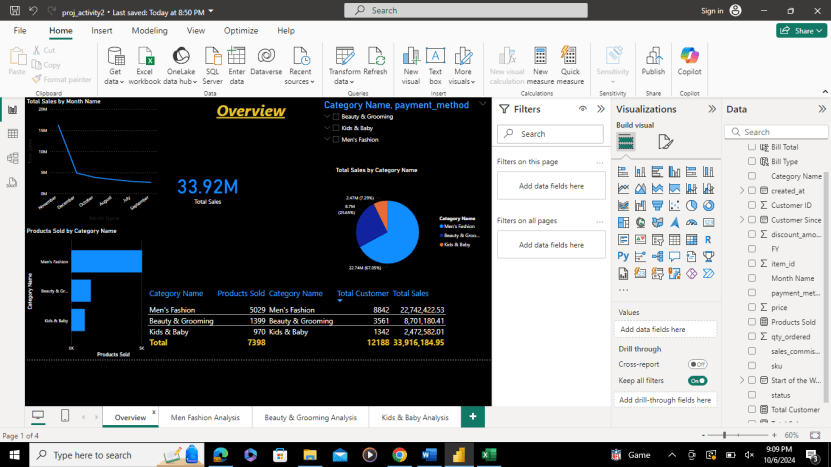 proj_activity2 • Last saved: Today at 8:50 PM
Search
Sign in
File Home Insert Modeling View Optimize Help
Share
Paste
Cut
Copy
Format painter
Clipboard
Get data
Excel workbook
OneLake data hub
SQL Server
Enter data
Dataverse
Recent sources
Data
Transform data
Refresh
Queries
New visual
Text box
More visuals
Insert
New visual calculation
New measure
Quick measure
Calculations
Sensitivity
Sensitivity
Publish
Share
Copilot
Copilot
Total Sales by Month Name
20M
15M
10M
5M
0M
November
December
October
August
July
September
Month Name
Overview
Category Name, payment_method
Beauty & Grooming
Kids & Baby
Men's Fashion
33.92M
Total Sales
Total Sales by Category Name
2.47M (7.29%)
8.7M
(25.65%)
22.74M (67.05%)
Category Name
Men's Fashion
Beauty & Groo...
Kids & Baby
Products Sold by Category Name
Category Name
Men's Fashion
Beauty & Gr...
Kids & Baby
0K 5K
Products Sold
Category Name Products Sold
Men's Fashion 5029
Beauty & Grooming 1399
Kids & Baby 970
Total 7398
Category Name Total Customer Total Sales
Men's Fashion 8842 22,742,422.53
Beauty & Grooming 3561 8,701,180.41
Kids & Baby 1342 2,472,582.01
12188 33,916,184.95
Filters
Search
Filters on this page
Add data fields here
Filters on all pages
Add data fields here
Visualizations
Build visual
R
Py
Values
Add data fields here
Drill through
Cross-report
Off
Keep all filters
On
Add drill-through fields here
Data
Search
Bill Total
Bill Type
Category Name
created_at
Customer ID
Customer Since
discount_amo...
FY
item_id
Month Name
payment_met...
price
Products Sold
qty_ordered
sales_commis...
sku
Start of the W...
status
Total Customer
Overview
Men Fashion Analysis
Beauty & Grooming Analysis
Kids & Baby Analysis
Page 1 of 4
60%
Type here to search
Game
9:09 PM
10/6/2024
3